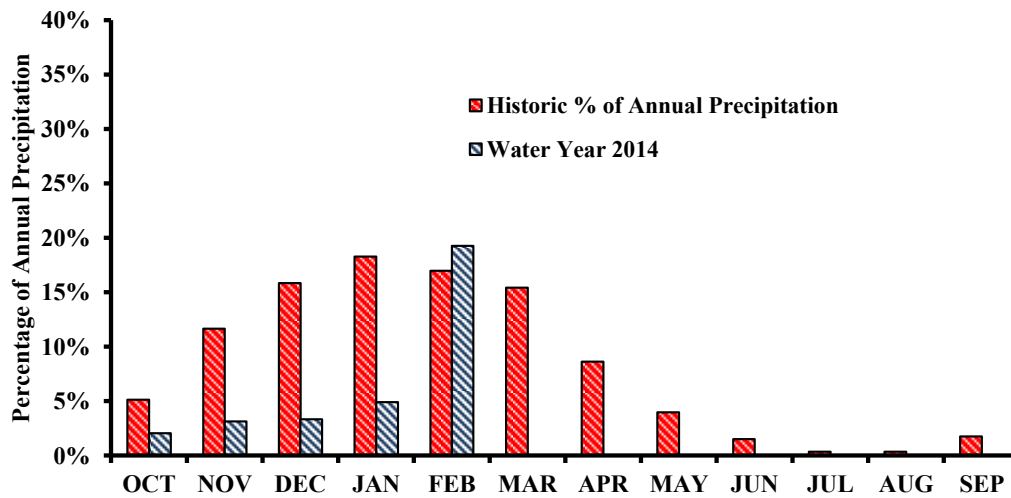 40%
35%
30%
25%
20%
15%
10%
5%
0%
Percentage of Annual Precipitation
Historic % of Annual Precipitation
Water Year 2014
OCT NOV DEC JAN FEB MAR APR MAY JUN JUL AUG SEP